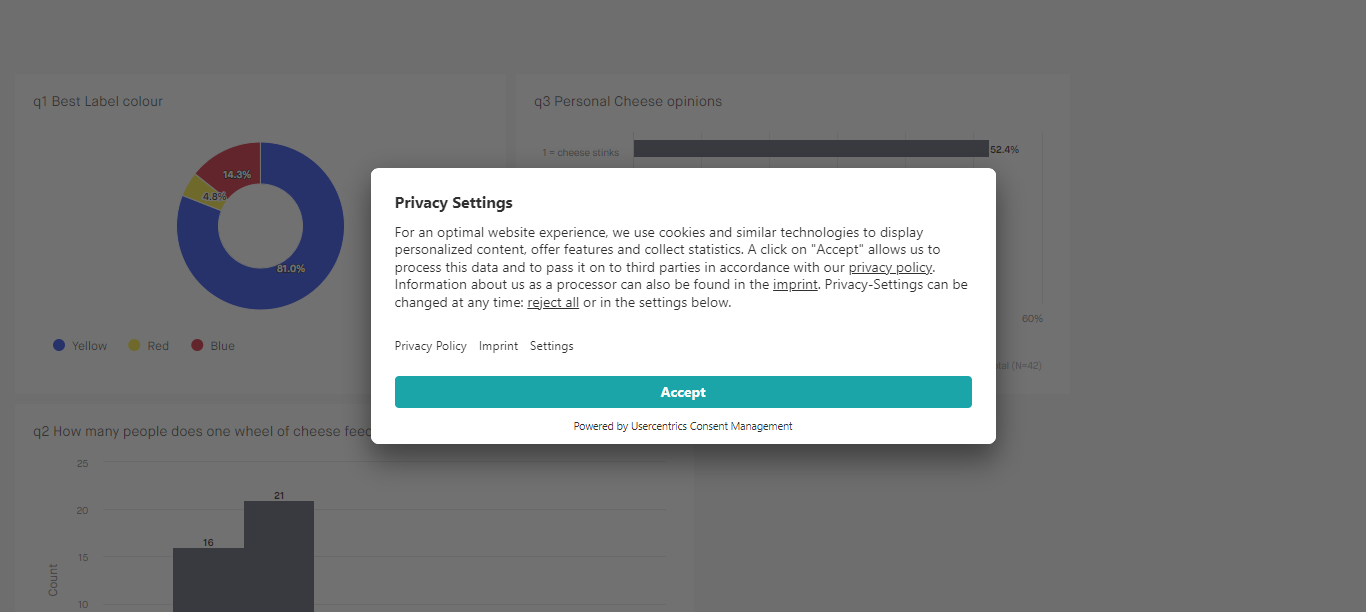 q1 Best Label colour
14.3%
4.8%
81.0%
Yellow Red Blue
q3 Personal Cheese opinions
1 = cheese stinks
52.4%
60%
(N=42)
Privacy Settings
For an optimal website experience, we use cookies and similar technologies to display
personalized content, offer features and collect statistics. A click on "Accept" allows us to
process this data and to pass it on to third parties in accordance with our privacy policy.
Information about us as a processor can also be found in the imprint. Privacy-Settings can be
changed at any time: reject all or in the settings below.
Privacy Policy Imprint Settings
Accept
Powered by Usercentrics Consent Management
q2 How many people does one wheel of cheese feed
25
20
15
10
Count
21
16